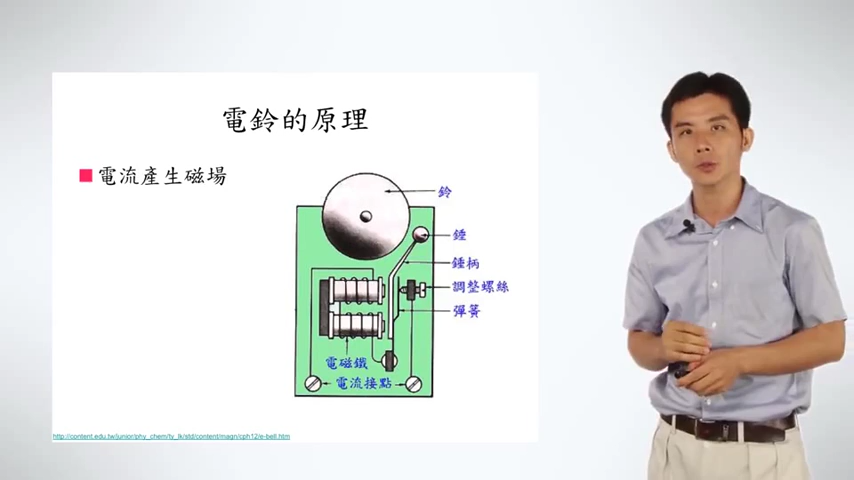 電鈴的原理
電流產生磁場
鈴
錘
錘柄
調整螺絲
彈簧
電磁鐵
電流接點
http://content.edu.tw/junior/phy_chem/ty_lk/std/content/magn/cph12/e-bell.htm